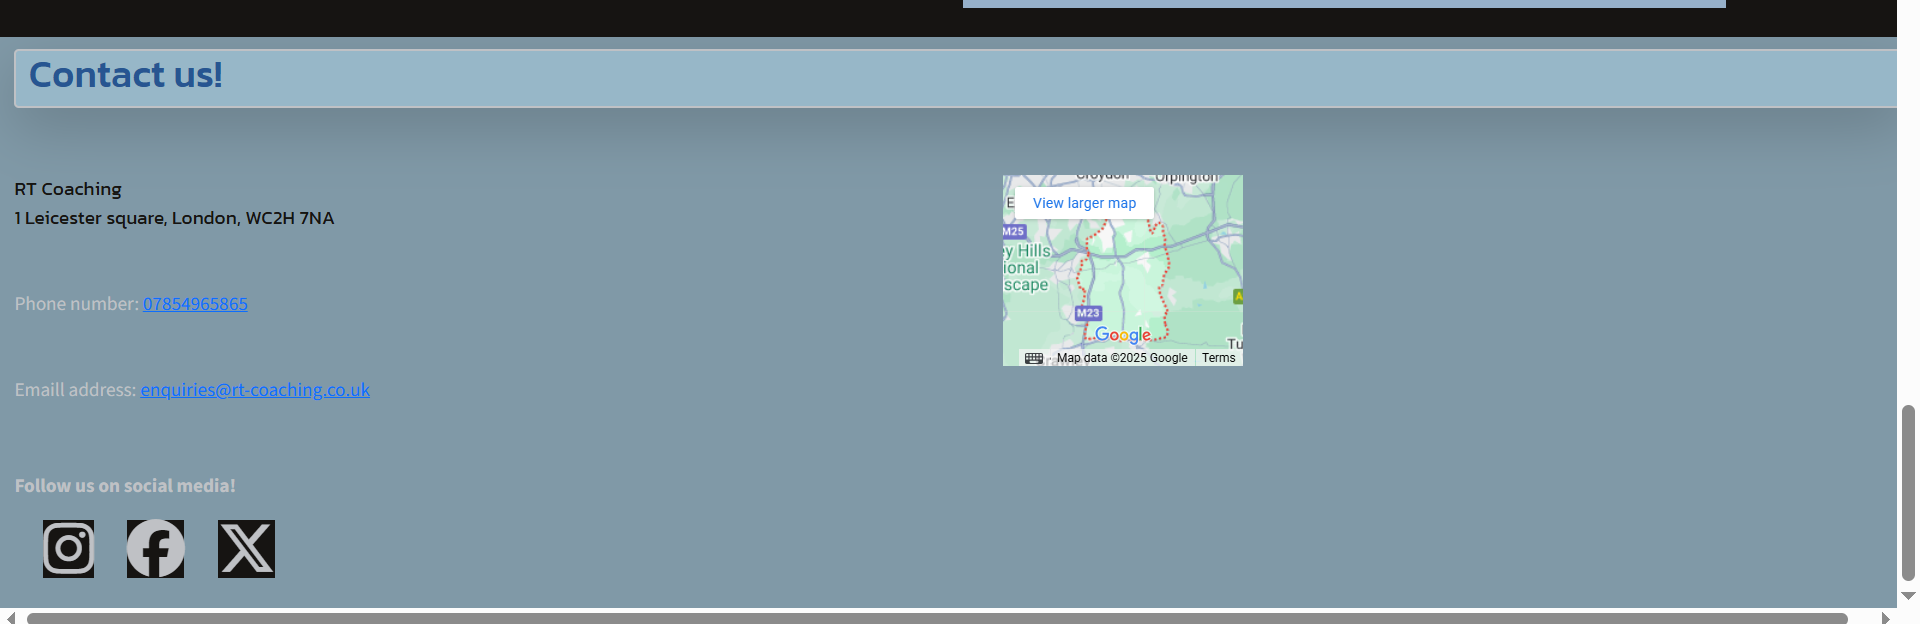 Contact us!
RT Coaching
1 Leicester square, London, WC2H 7NA
Phone number: 07854965865
Emaill address: enquiries@rt-coaching.co.uk
Follow us on social media!
Croydon
Orpington
E
View larger map
M25
ey Hills
ional
scape
M23
A
Google
Tu
Map data ©2025 Google
Terms